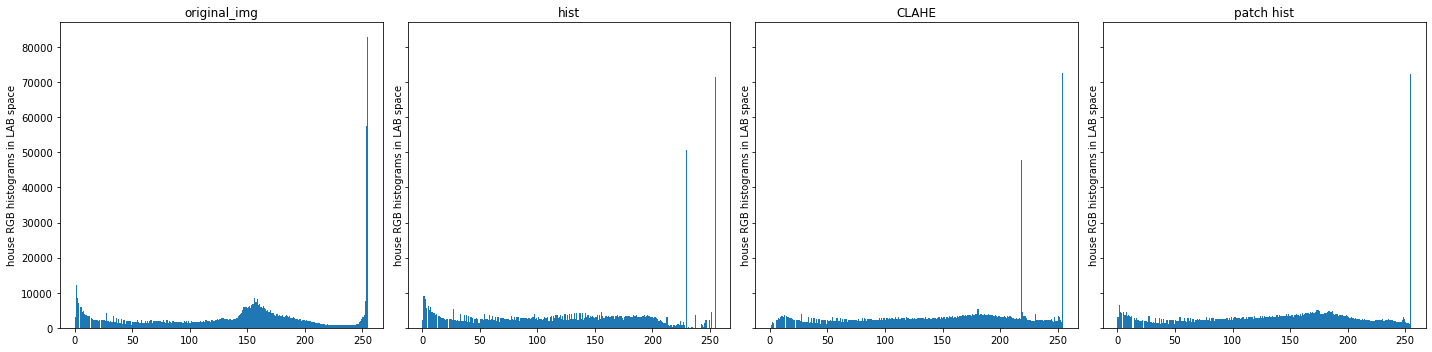 original_img
hist
CLAHE
patch hist
house RGB histograms in LAB space
house RGB histograms in LAB space
house RGB histograms in LAB space
house RGB histograms in LAB space
80000
70000
60000
50000
40000
30000
20000
10000
0
0 50 100 150 200 250
0 50 100 150 200 250
0 50 100 150 200 250
0 50 100 150 200 250